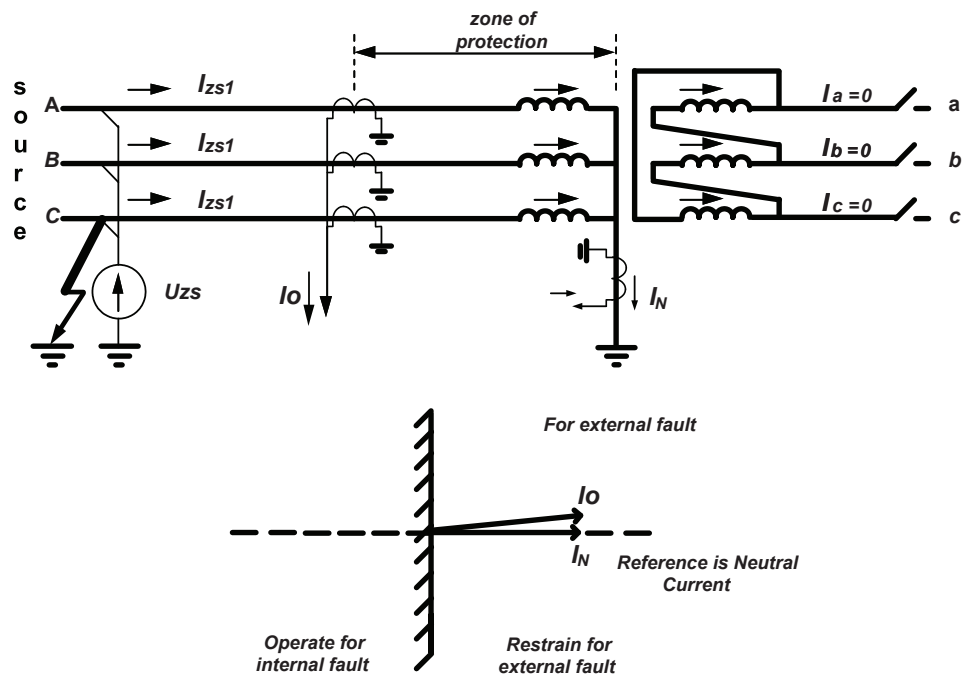 zone of
protection
source
A
Izs1
B
Izs1
C
Izs1
Uzs
Io
IN
Ia = 0
a
Ib = 0
b
Ic = 0
c
For external fault
Io
IN
Reference is Neutral
Current
Operate for
internal fault
Restrain for
external fault